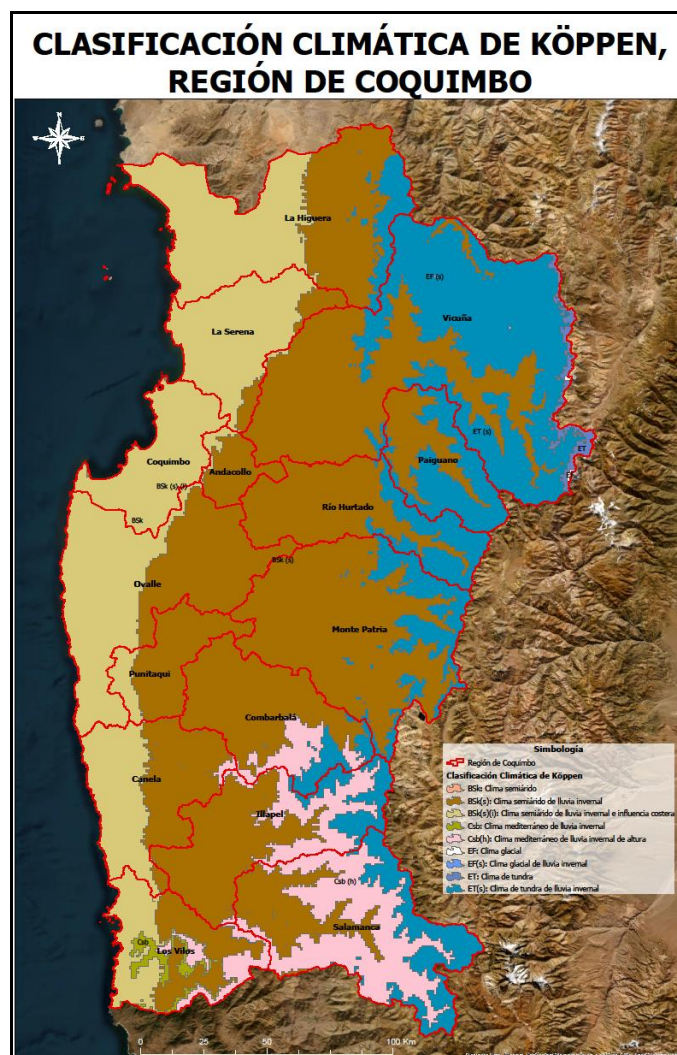 CLASIFICACIÓN CLIMÁTICA DE KÖPPEN,
REGIÓN DE COQUIMBO
N
W
E
S
La Higuera
EF (s)
Vicuña
La Serena
ET (s)
ET
Coquimbo
Andacollo
Paiguano
EF
BSk (s) (i)
Río Hurtado
BSk
BSk (s)
Ovalle
Monte Patria
Punitaqui
Combarbalá
Canela
Illapel
Csb (h)
Salamanca
Csb
Los Vilos
Simbología
Región de Coquimbo
Clasificación Climática de Köppen
BSk: Clima semiárido
BSk(s): Clima semiárido de lluvia invernal
BSk(s)(i): Clima semiárido de lluvia invernal e influencia costera
Csb: Clima mediterráneo de lluvia invernal
Csb(h): Clima mediterráneo de lluvia invernal de altura
EF: Clima glacial
EF(s): Clima glacial de lluvia invernal
ET: Clima de tundra
ET(s): Clima de tundra de lluvia invernal
0 25 50 100 Km